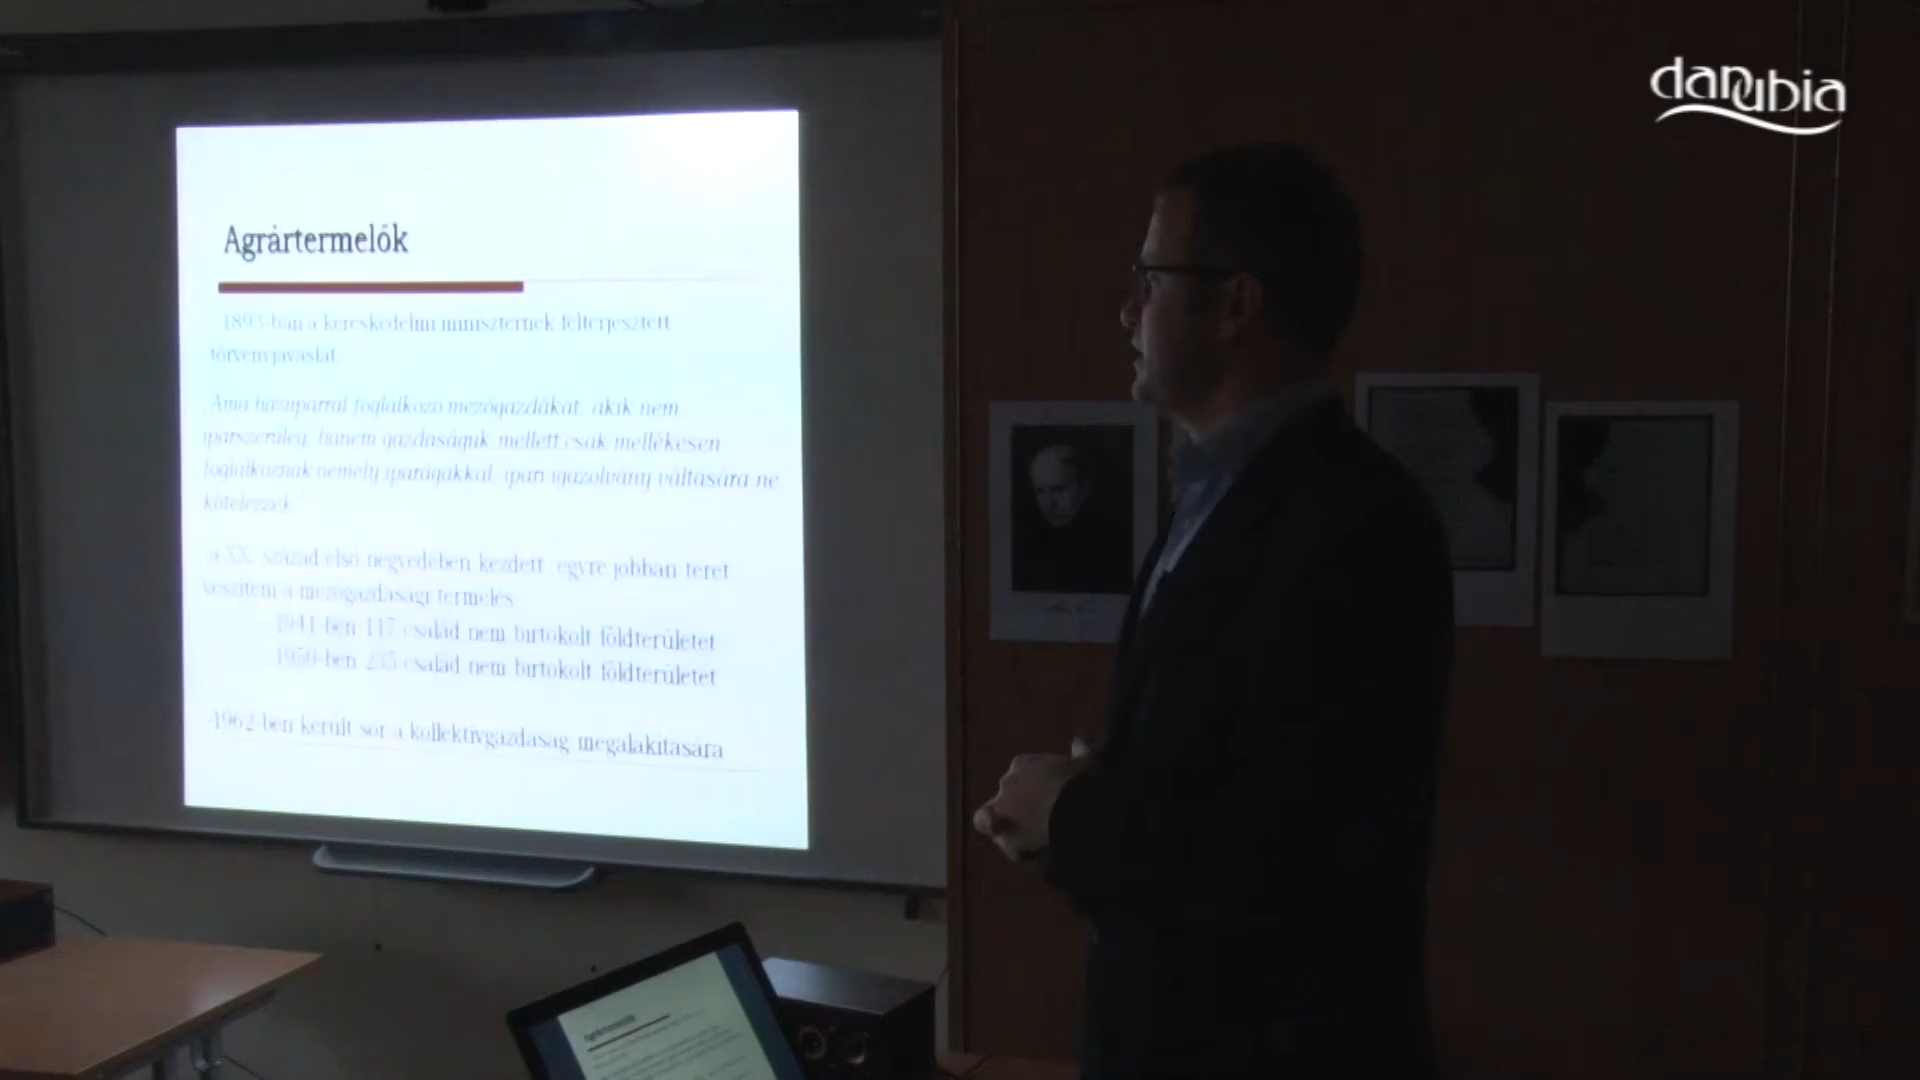 danubia
Agrártermelők
1893-ban a kereskedelmi miniszternek felterjesztett
törvényjavaslat
Ama háziiparral foglalkozó mezőgazdákat, akik nem
iparszerűleg, hanem gazdaságuk mellett csak mellékesen
foglalkoznak némely iparágakkal, ipari igazolvány váltására ne
kötelezzék
a XX. század első negyedében kezdett egyre jobban teret
veszíteni a mezőgazdasági termelés
1941-ben 117 család nem birtokolt földterületet
1950-ben 235 család nem birtokolt földterületet
-1962-ben került sor a kollektívgazdaság megalakítására
Agrártermelők